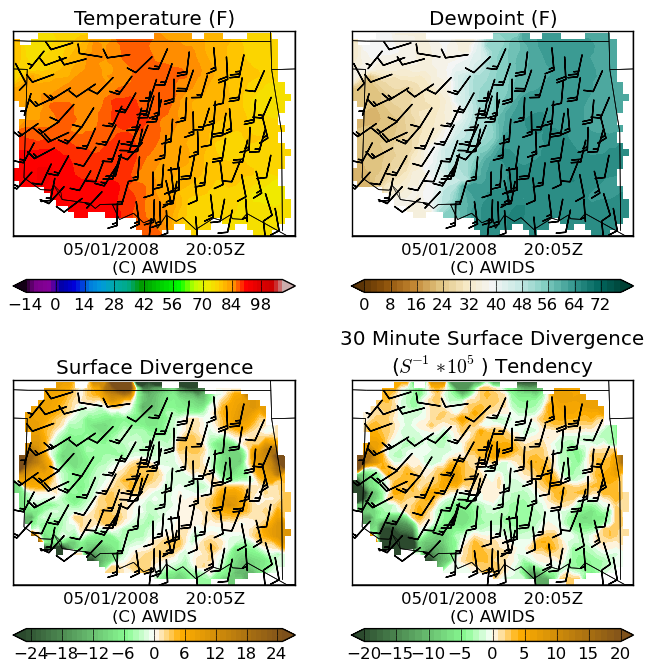 Temperature (F)
Dewpoint (F)
05/01/2008 20:05Z
(C) AWIDS
05/01/2008 20:05Z
(C) AWIDS
−14 0 14 28 42 56 70 84 98
0 8 16 24 32 40 48 56 64 72
Surface Divergence
30 Minute Surface Divergence
(S⁻¹ *10⁵ ) Tendency
05/01/2008 20:05Z
(C) AWIDS
05/01/2008 20:05Z
(C) AWIDS
−24 −18 −12 −6 0 6 12 18 24
−20 −15 −10 −5 0 5 10 15 20